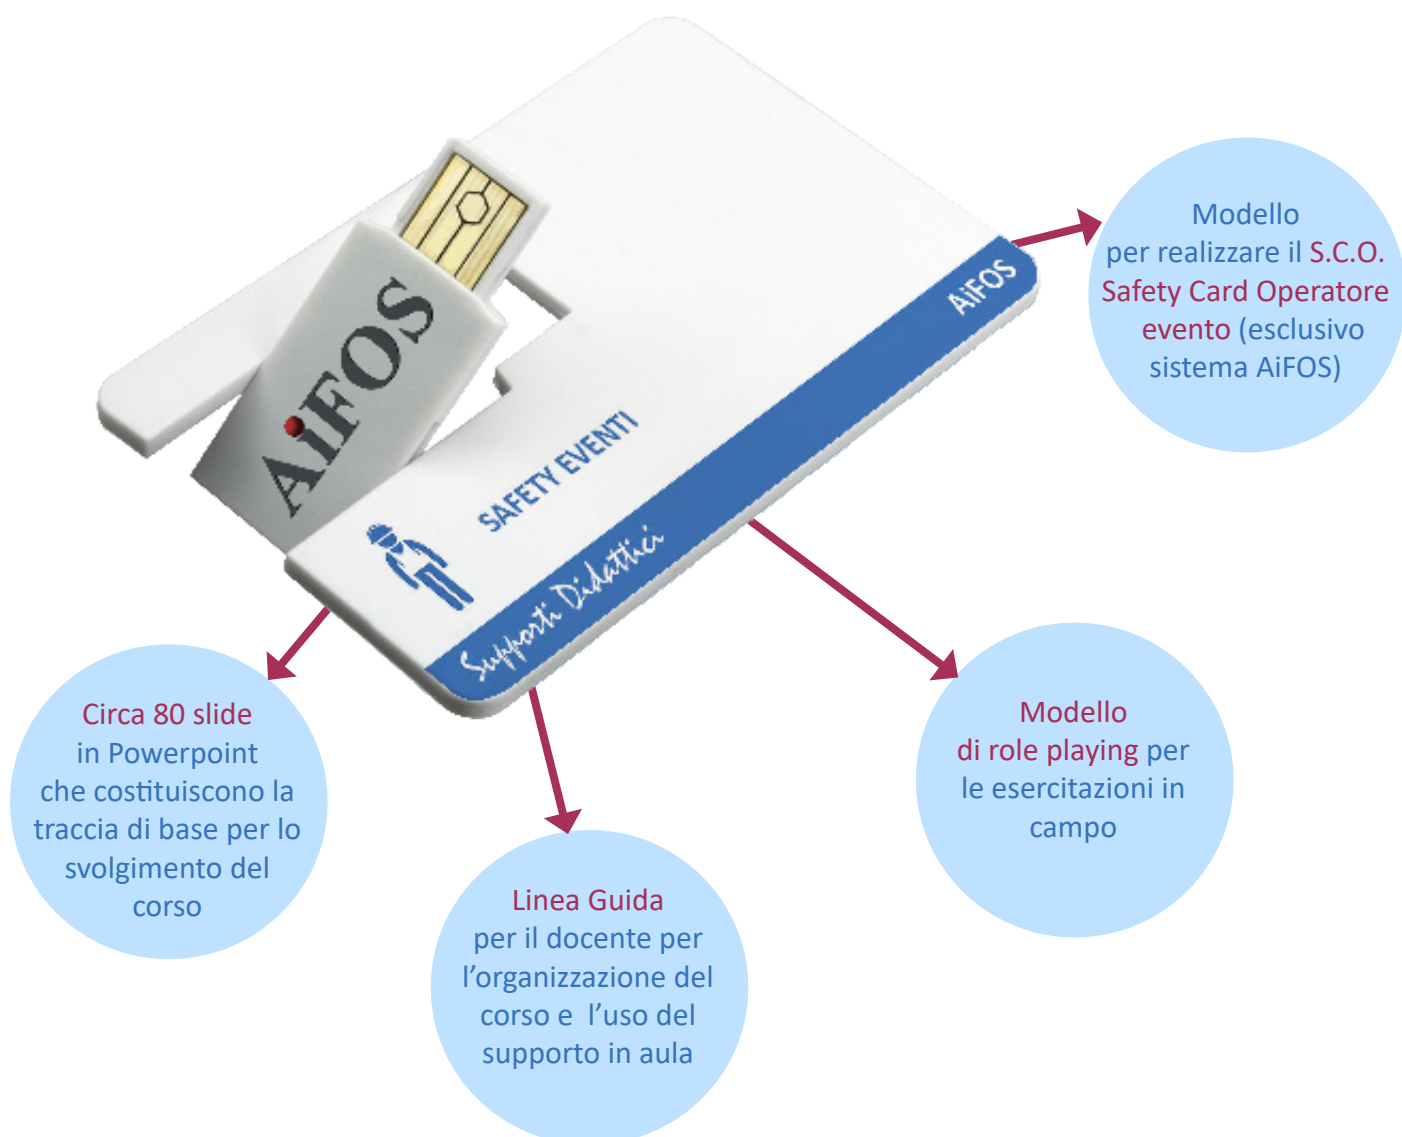 AiFOS
SAFETY EVENTI
Supporti Didattici
AiFOS
Modello
per realizzare il S.C.O.
Safety Card Operatore
evento (esclusivo
sistema AiFOS)
Circa 80 slide
in Powerpoint
che costituiscono la
traccia di base per lo
svolgimento del
corso
Linea Guida
per il docente per
l’organizzazione del
corso e  l’uso del
supporto in aula
Modello
di role playing per
le esercitazioni in
campo